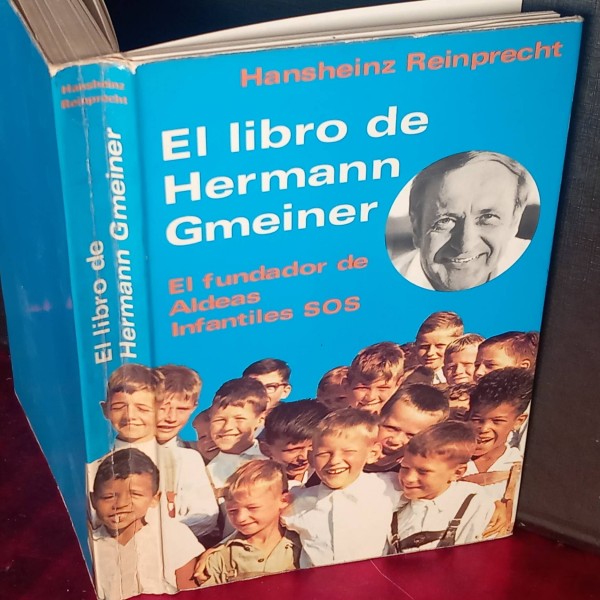 Hansheinz
Reinprecht
El libro de
Hermann Gmeiner
Hansheinz Reinprecht
El libro de
Hermann
Gmeiner
El fundador de
Aldeas
Infantiles SOS